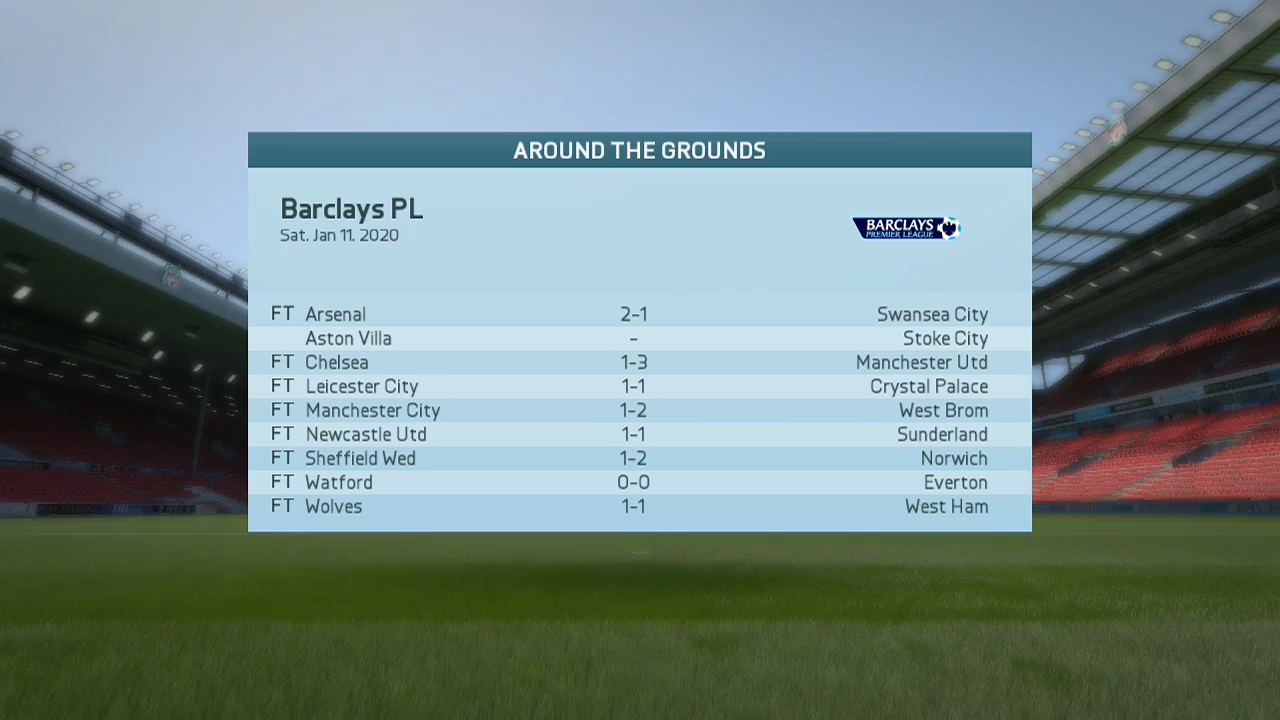 AROUND THE GROUNDS
Barclays PL
Sat. Jan 11. 2020
BARCLAYS
PREMIER LEAGUE
FT Arsenal 2-1 Swansea City
Aston Villa - Stoke City
FT Chelsea 1-3 Manchester Utd
FT Leicester City 1-1 Crystal Palace
FT Manchester City 1-2 West Brom
FT Newcastle Utd 1-1 Sunderland
FT Sheffield Wed 1-2 Norwich
FT Watford 0-0 Everton
FT Wolves 1-1 West Ham